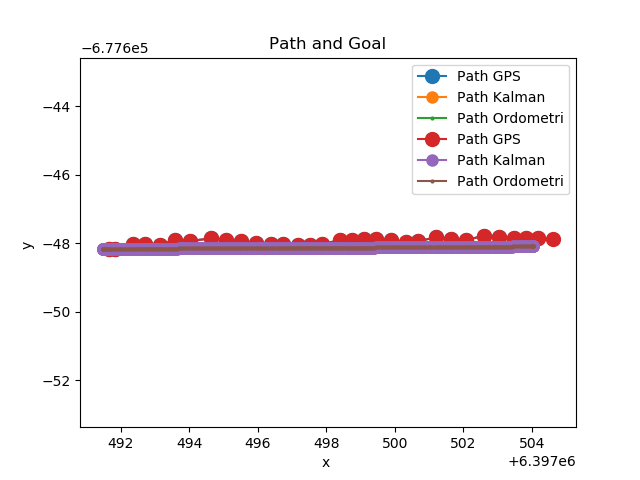 Path and Goal
−6.776e5
Path GPS
Path Kalman
Path Ordometri
Path GPS
Path Kalman
Path Ordometri
−44
−46
−48
−50
−52
y
492 494 496 498 500 502 504
x
+6.397e6